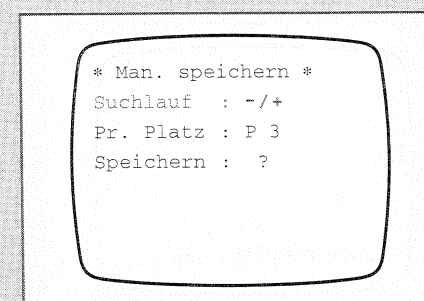 * Man. speichern *
Suchlauf : -/+
Pr. Platz : P 3
Speichern : ?